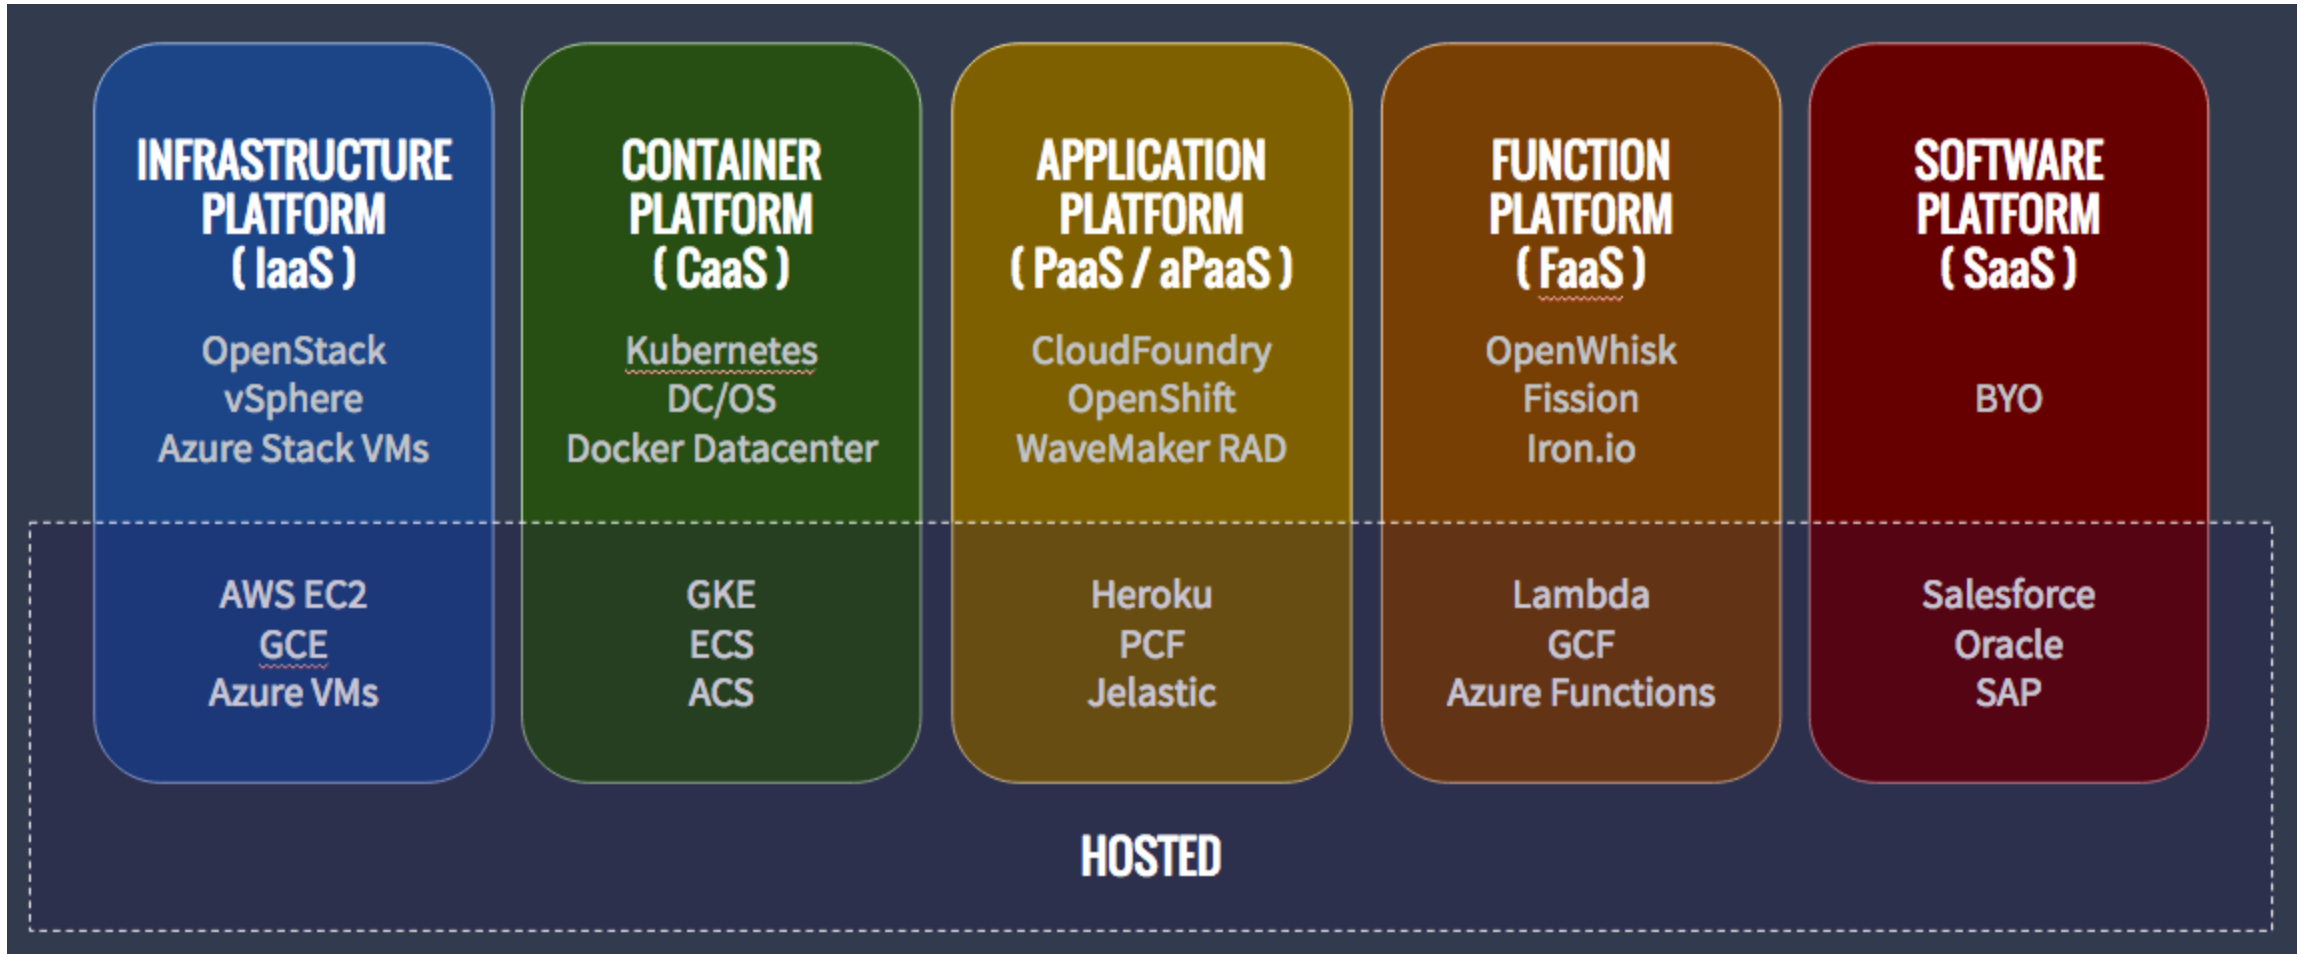 INFRASTRUCTURE
PLATFORM
( IaaS )
OpenStack
vSphere
Azure Stack VMs
AWS EC2
GCE
Azure VMs
CONTAINER
PLATFORM
( CaaS )
Kubernetes
DC/OS
Docker Datacenter
GKE
ECS
ACS
APPLICATION
PLATFORM
( PaaS / aPaaS )
CloudFoundry
OpenShift
WaveMaker RAD
Heroku
PCF
Jelastic
FUNCTION
PLATFORM
( FaaS )
OpenWhisk
Fission
Iron.io
Lambda
GCF
Azure Functions
SOFTWARE
PLATFORM
( SaaS )
BYO
Salesforce
Oracle
SAP
HOSTED